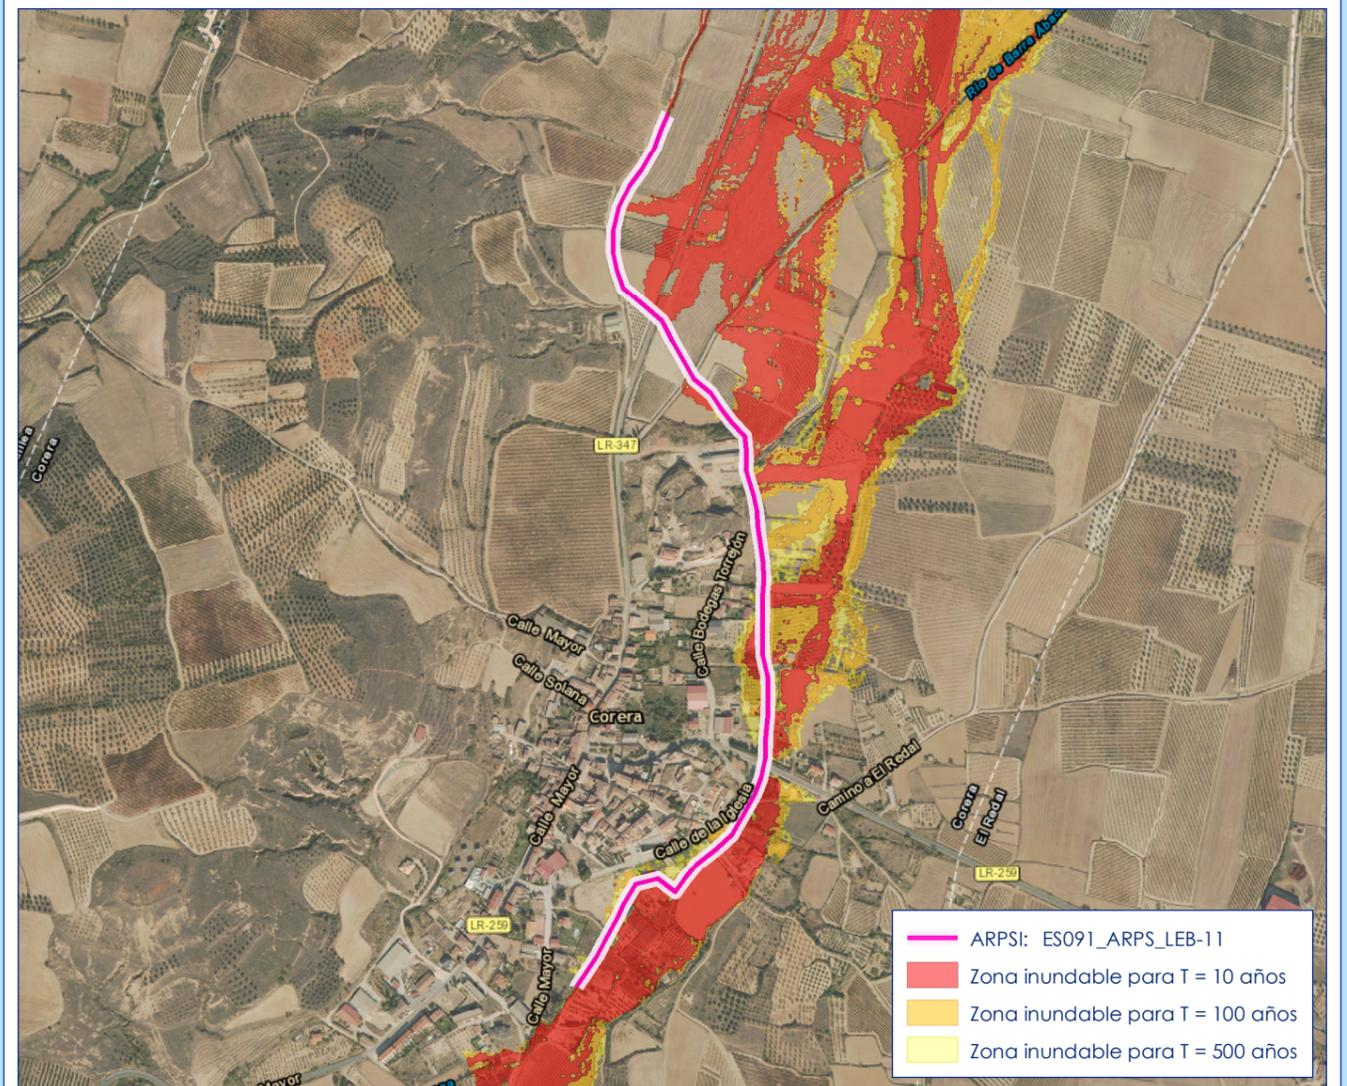 Río de Barra Abac
Corera
LR-347
Calle Bodegas Torrejón
Calle Mayor
Calle Solana
Corera
Calle Mayor
Calle de la Iglesia
Camino a El Redal
Corera
El Redal
LR-259
LR-259
Calle Mayor
Mayor
ARPSI: ES091_ARPS_LEB-11
Zona inundable para T = 10 años
Zona inundable para T = 100 años
Zona inundable para T = 500 años